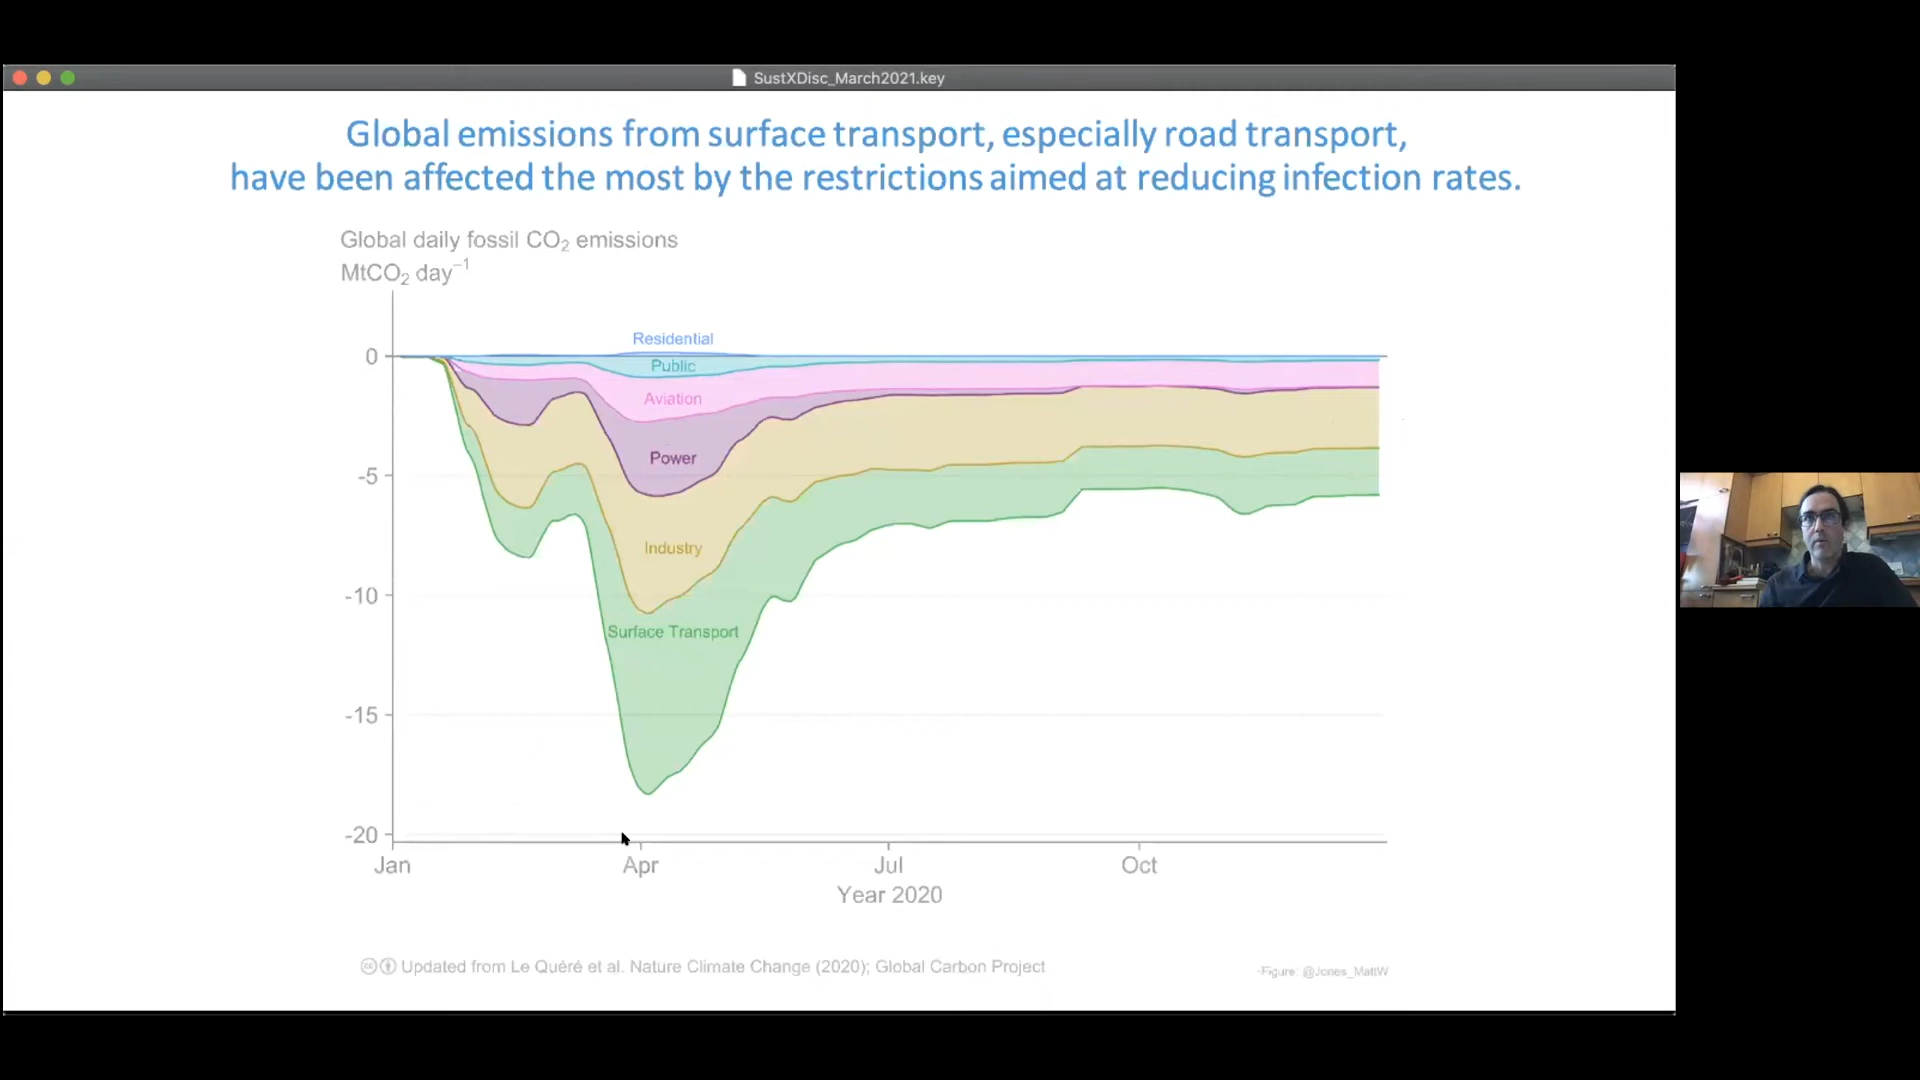 SustXDisc_March2021.key
Global emissions from surface transport, especially road transport,
have been affected the most by the restrictions aimed at reducing infection rates.
Global daily fossil CO₂ emissions
MtCO₂ day⁻¹
Residential
0
Public
Aviation
Power
-5
Industry
-10
Surface Transport
-15
-20
Jan Apr Jul Oct
Year 2020
Updated from Le Quéré et al. Nature Climate Change (2020); Global Carbon Project
Figure: @Jones_MattW